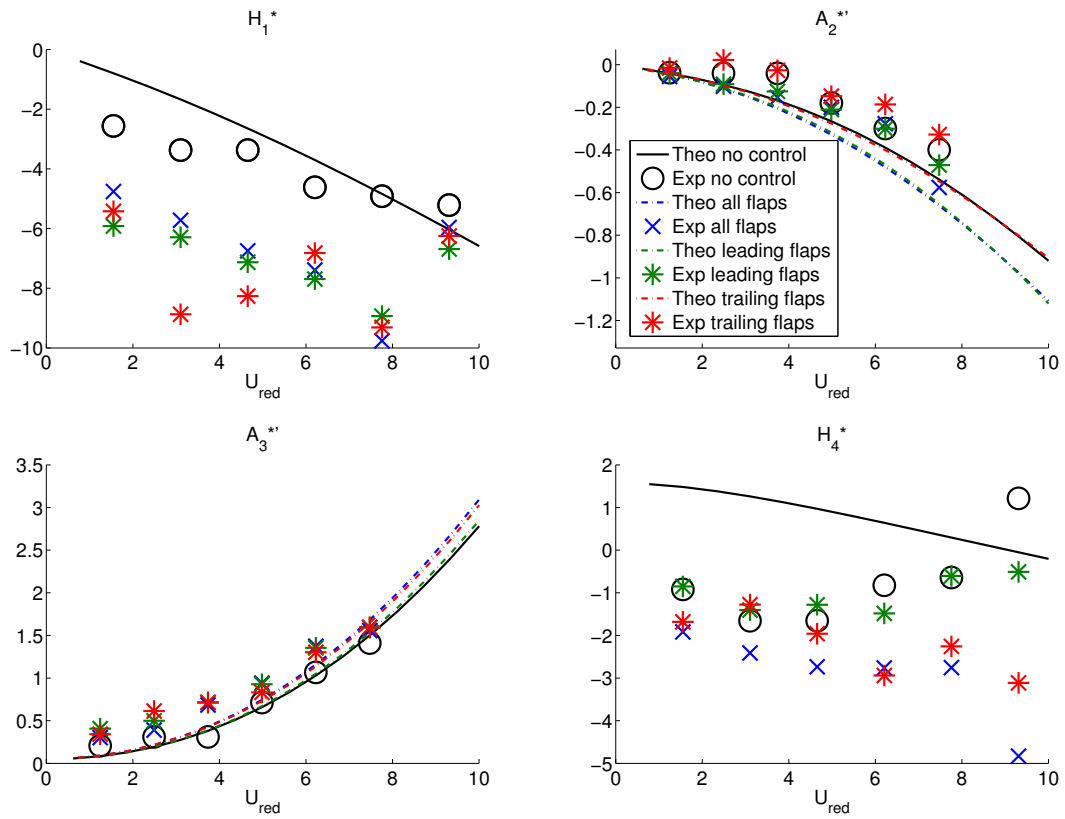 H1*
0
−2
−4
−6
−8
−10
0 2 4 6 8 10
Ured
A2*'
0
−0.2
−0.4
−0.6
−0.8
−1
−1.2
0 2 4 6 8 10
Ured
Theo no control
Exp no control
Theo all flaps
Exp all flaps
Theo leading flaps
Exp leading flaps
Theo trailing flaps
Exp trailing flaps
A3*'
3.5
3
2.5
2
1.5
1
0.5
0
0 2 4 6 8 10
Ured
H4*
2
1
0
−1
−2
−3
−4
−5
0 2 4 6 8 10
Ured